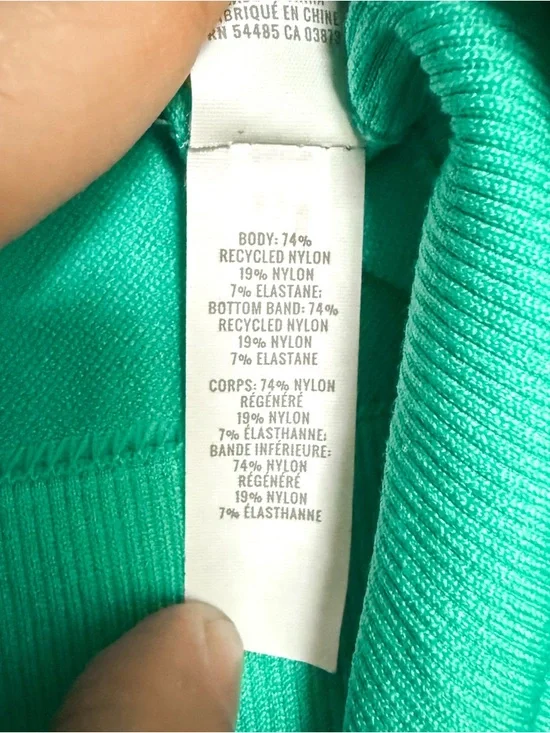 BRIQUÉ EN CHINE
RN 54485 CA 03879
BODY: 74%
RECYCLED NYLON
19% NYLON
7% ELASTANE;
BOTTOM BAND: 74%
RECYCLED NYLON
19% NYLON
7% ELASTANE
CORPS: 74% NYLON
RÉGÉNÉRÉ
19% NYLON
7% ÉLASTHANNE;
BANDE INFÉRIEURE:
74% NYLON
RÉGÉNÉRÉ
19% NYLON
7% ÉLASTHANNE